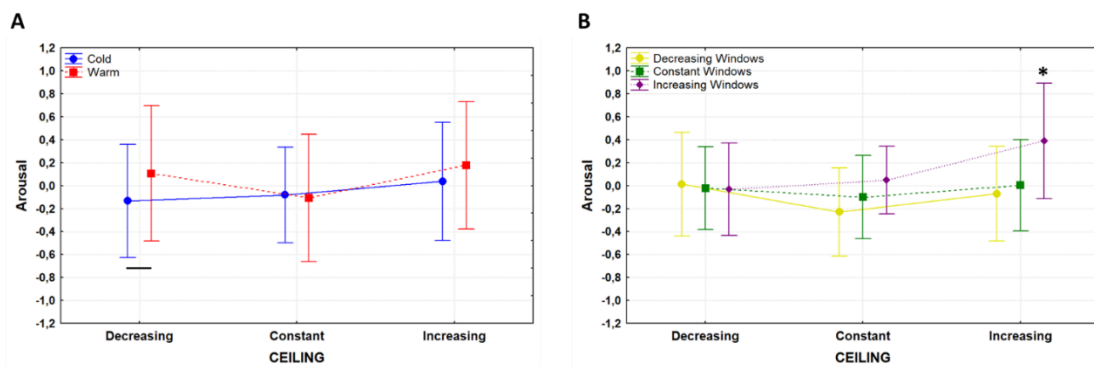 A
1,2
1,0
0,8
0,6
0,4
0,2
0,0
-0,2
-0,4
-0,6
-0,8
-1,0
-1,2
Arousal
Cold
Warm
Decreasing Constant Increasing
CEILING
B
1,2
1,0
0,8
0,6
0,4
0,2
0,0
-0,2
-0,4
-0,6
-0,8
-1,0
-1,2
Arousal
Decreasing Windows
Constant Windows
Increasing Windows
*
Decreasing Constant Increasing
CEILING